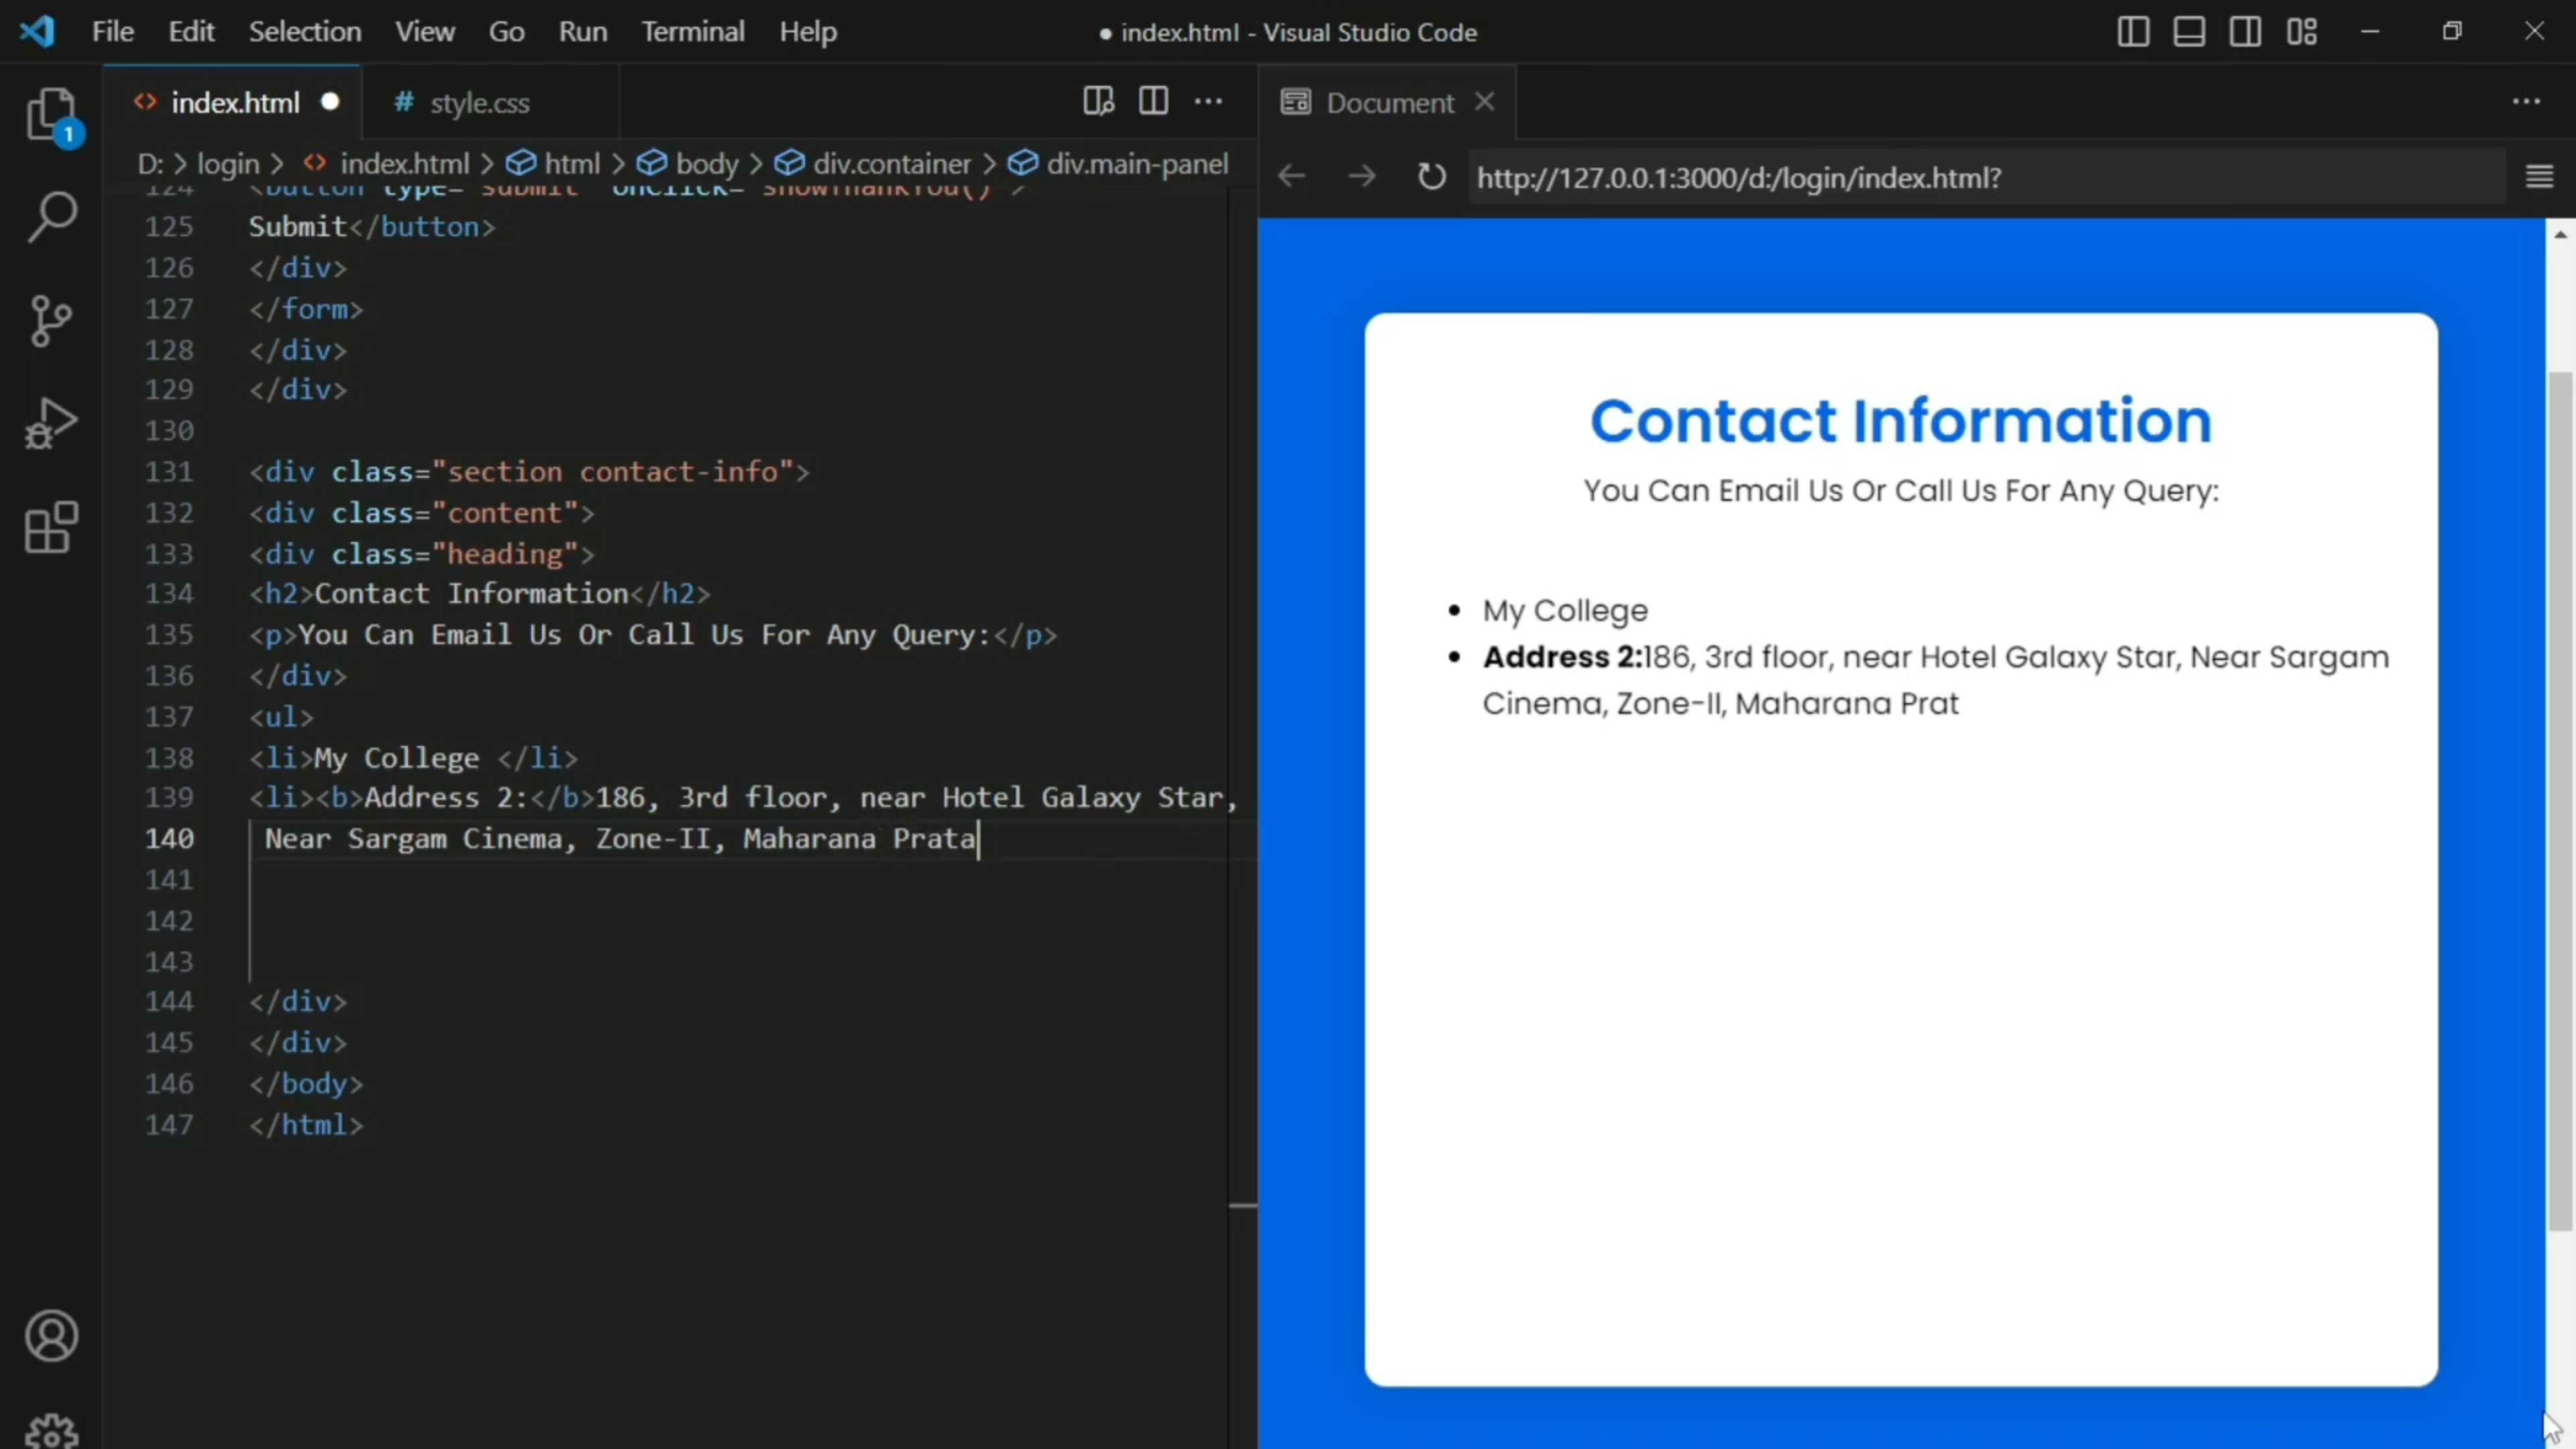 File Edit Selection View Go Run Terminal Help
● index.html - Visual Studio Code
index.html
# style.css
Document
1
D: > login > index.html > html > body > div.container > div.main-panel
http://127.0.0.1:3000/d:/login/index.html?
124 <button type="submit" onclick="showThankYou()">
125 Submit</button>
126 </div>
127 </form>
128 </div>
129 </div>
130
131 <div class="section contact-info">
132 <div class="content">
133 <div class="heading">
134 <h2>Contact Information</h2>
135 <p>You Can Email Us Or Call Us For Any Query:</p>
136 </div>
137 <ul>
138 <li>My College </li>
139 <li><b>Address 2:</b>186, 3rd floor, near Hotel Galaxy Star,
140 Near Sargam Cinema, Zone-II, Maharana Prata
141
142
143
144 </div>
145 </div>
146 </body>
147 </html>
Contact Information
You Can Email Us Or Call Us For Any Query:
• My College
• Address 2:186, 3rd floor, near Hotel Galaxy Star, Near Sargam
Cinema, Zone-II, Maharana Prat